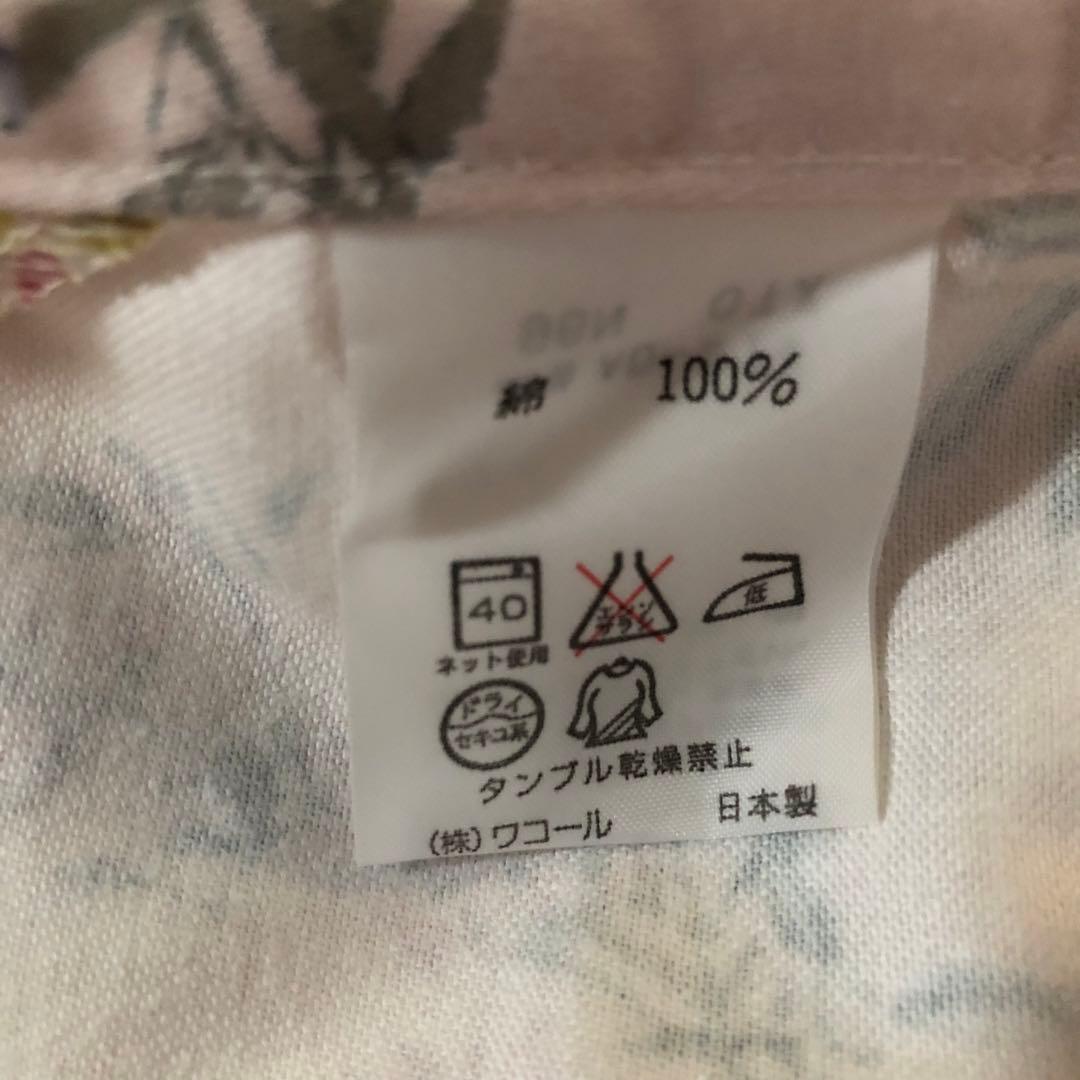 綿 100%
40 エンソ サラシ 低
ネット使用
ドライ
セキユ系
タンブル乾燥禁止
(株)ワコール 日本製